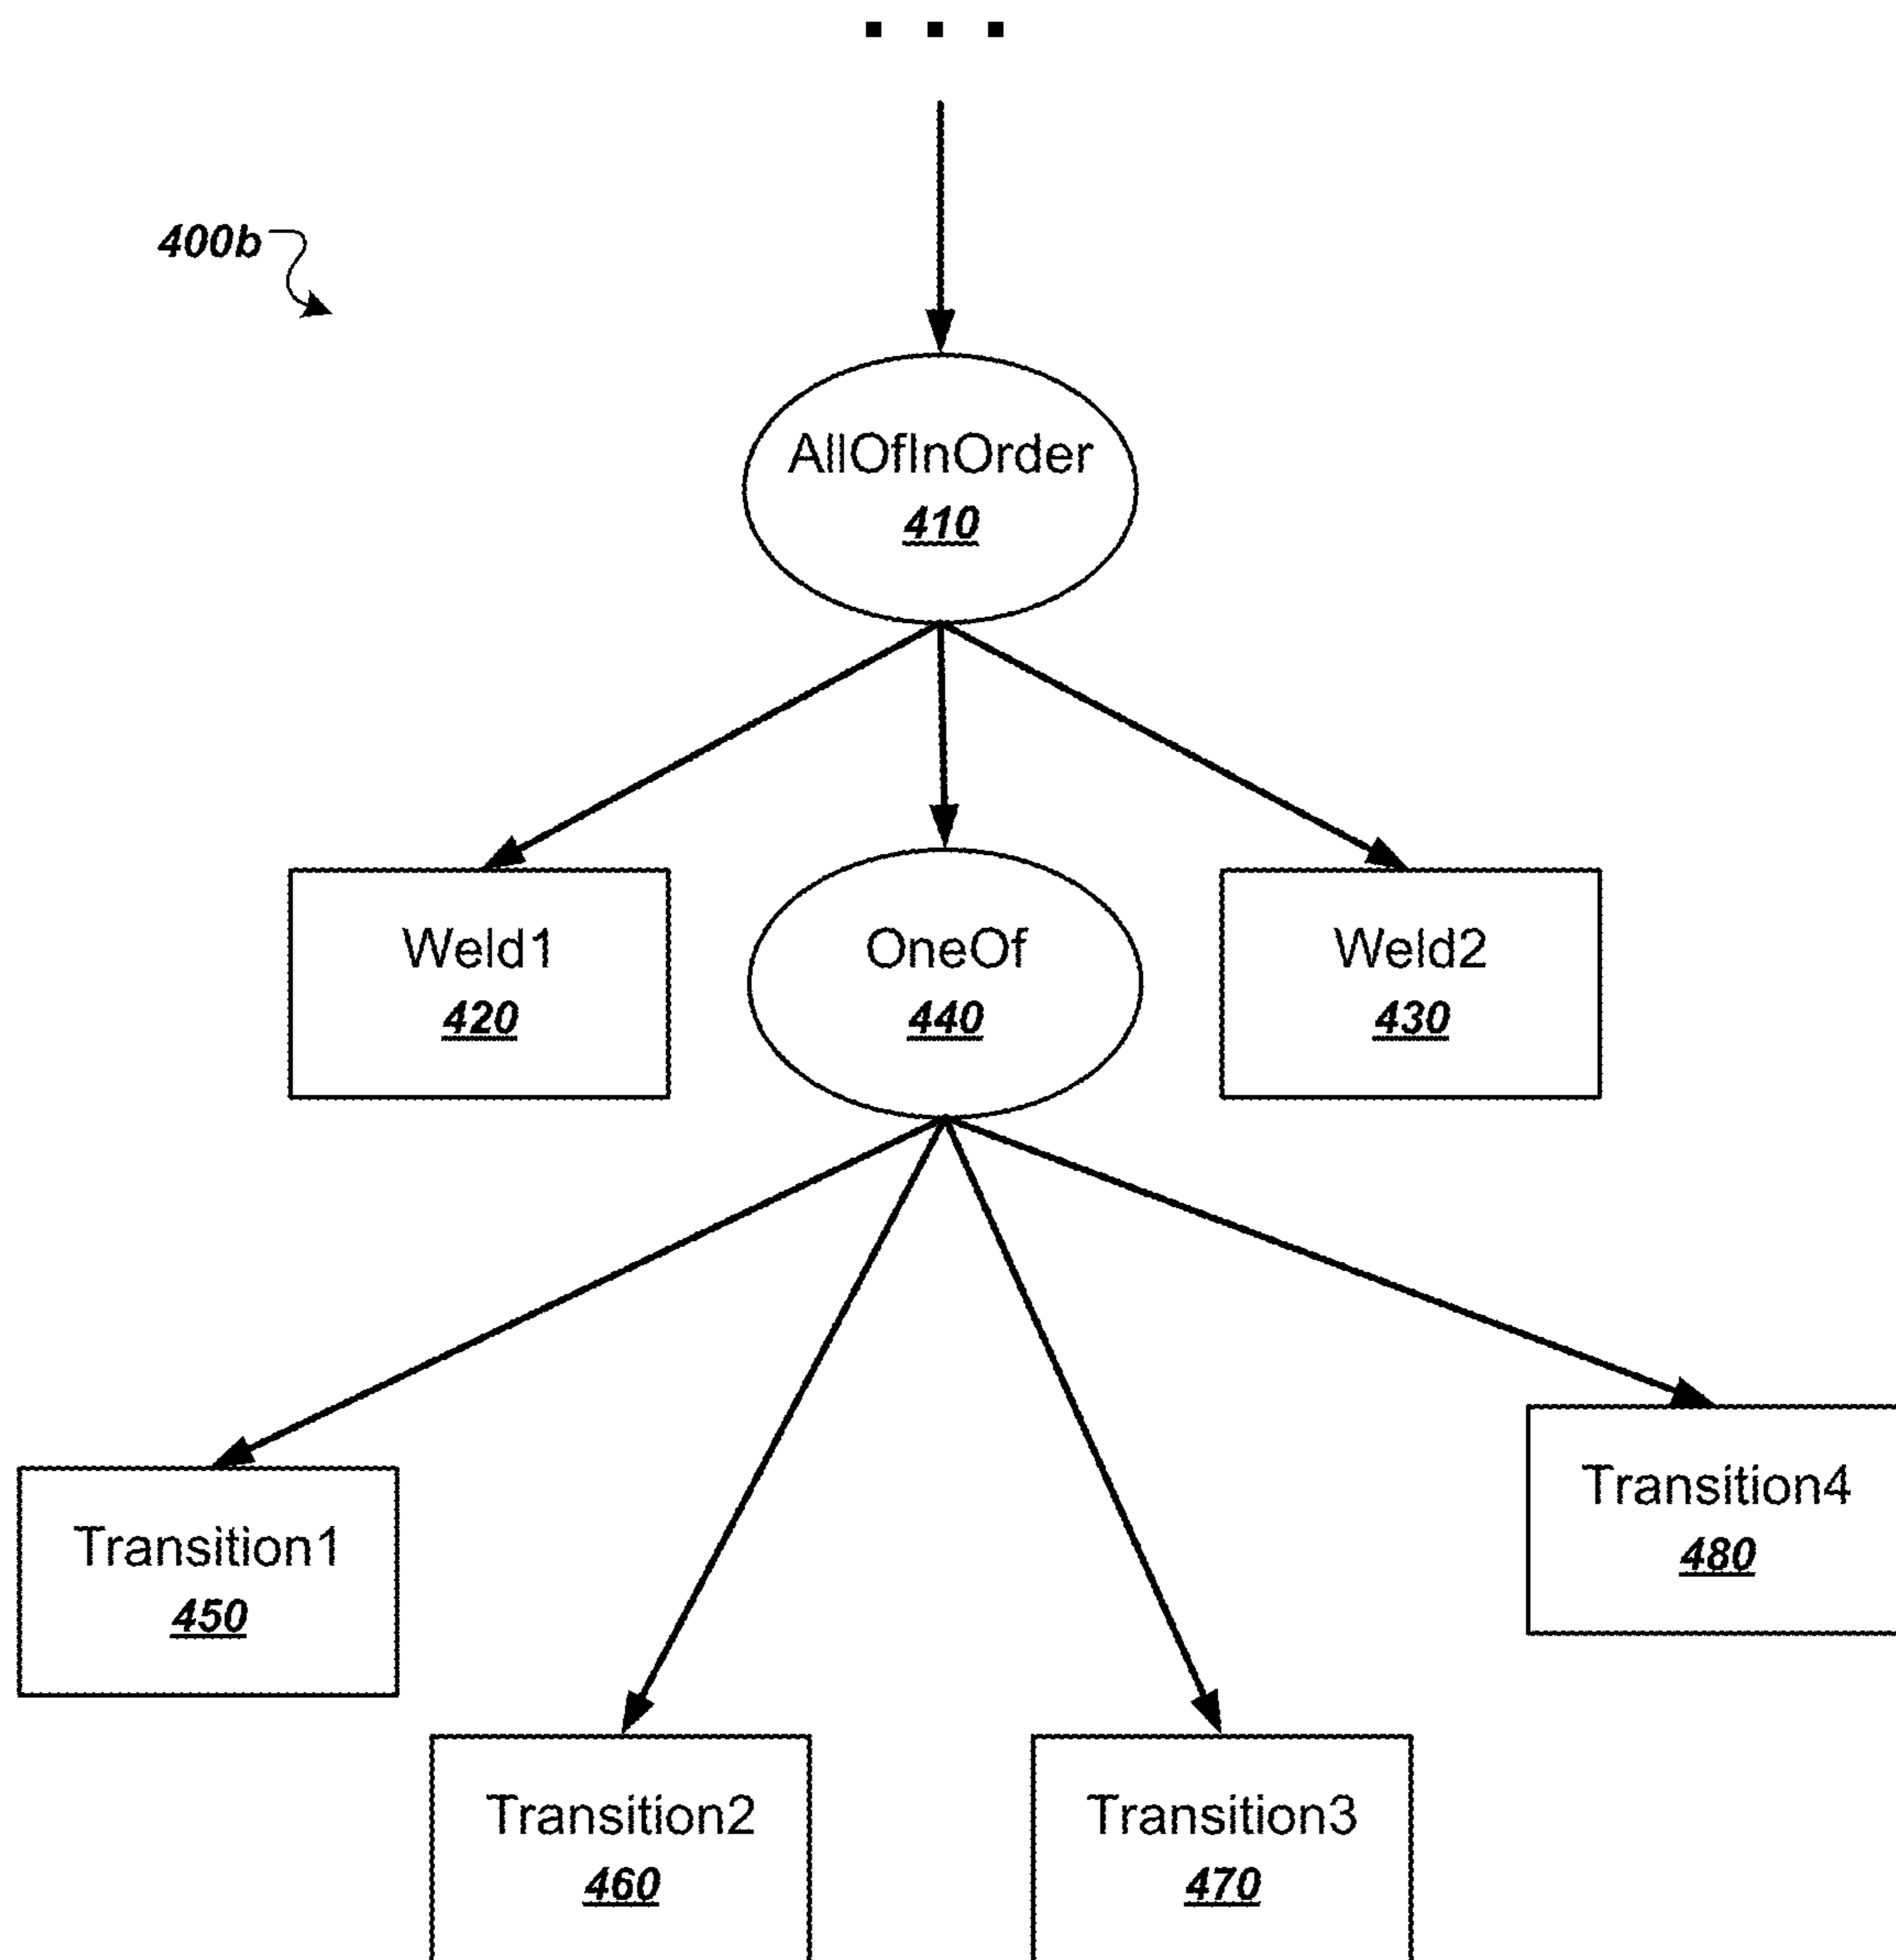 . . .
400b
AllOfInOrder
410
Weld1
420
OneOf
440
Weld2
430
Transition1
450
Transition2
460
Transition3
470
Transition4
480